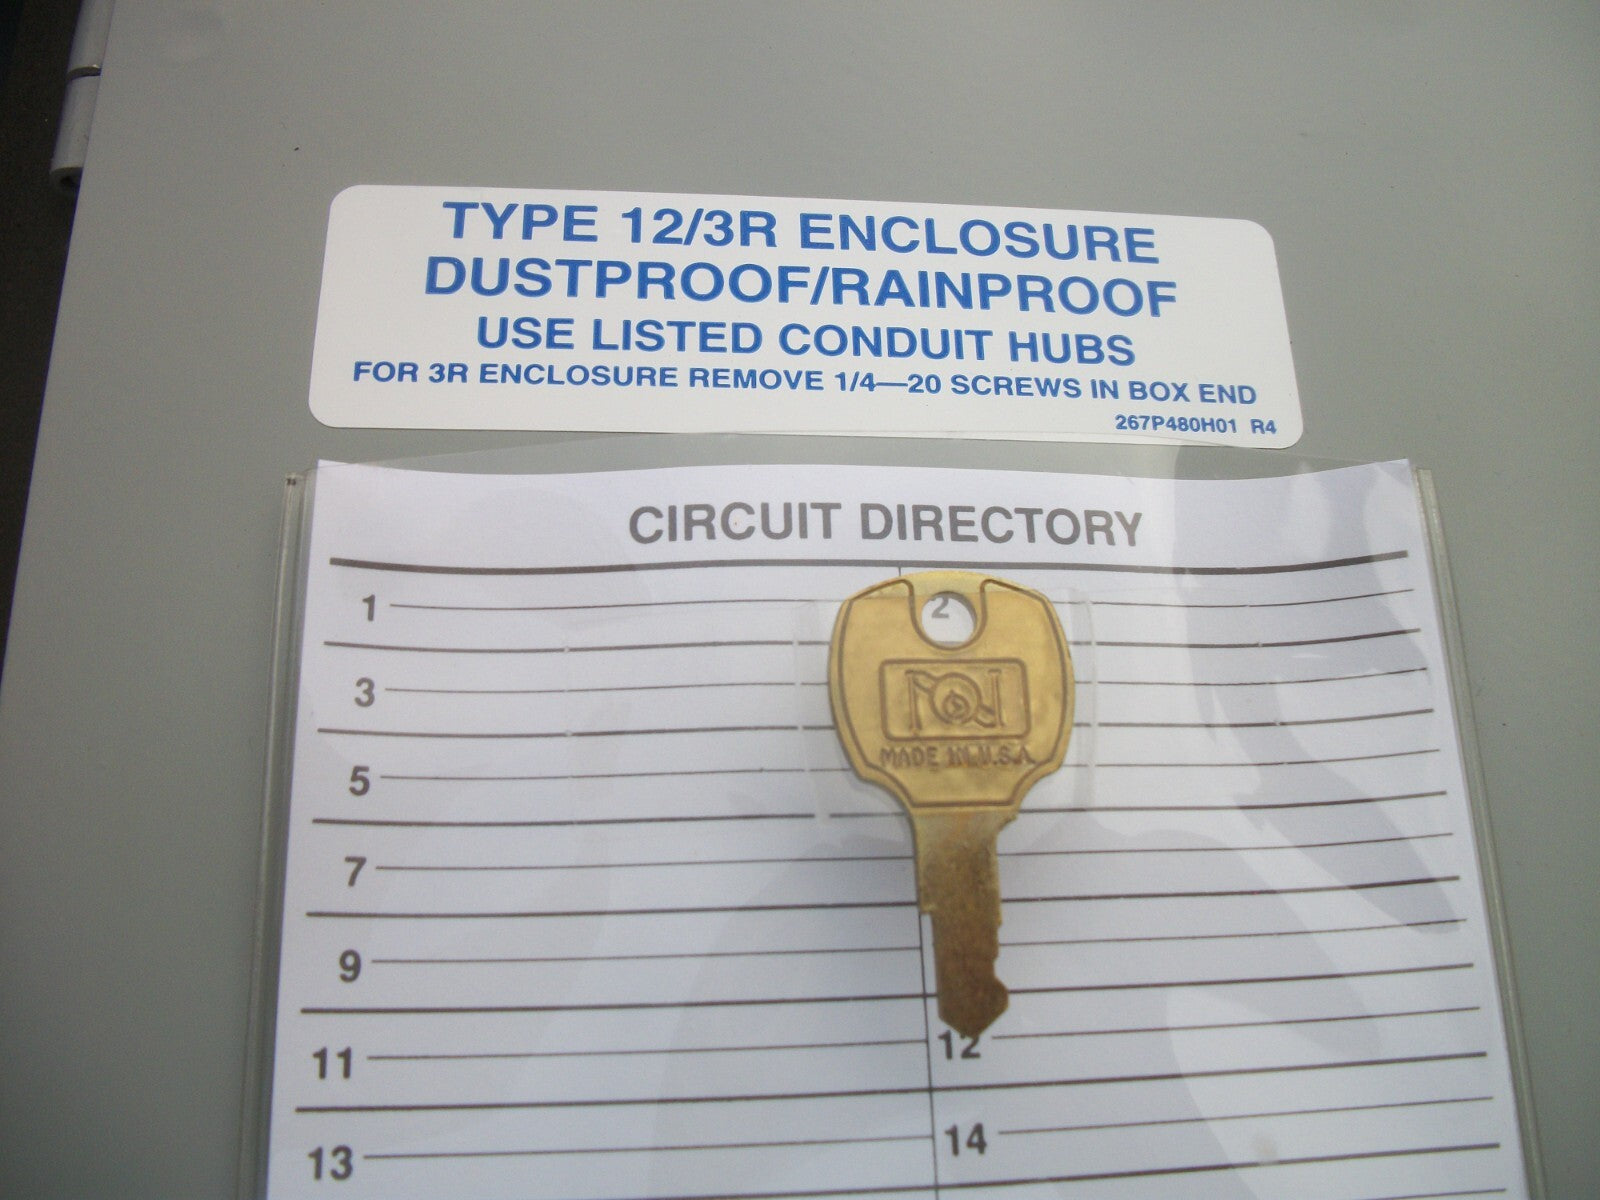 TYPE 12/3R ENCLOSURE
DUSTPROOF/RAINPROOF
USE LISTED CONDUIT HUBS
FOR 3R ENCLOSURE REMOVE 1/4—20 SCREWS IN BOX END
267P480H01 R4
CIRCUIT DIRECTORY
1
2
3
MADE IN U.S.A.
5
7
9
11
12
13
14